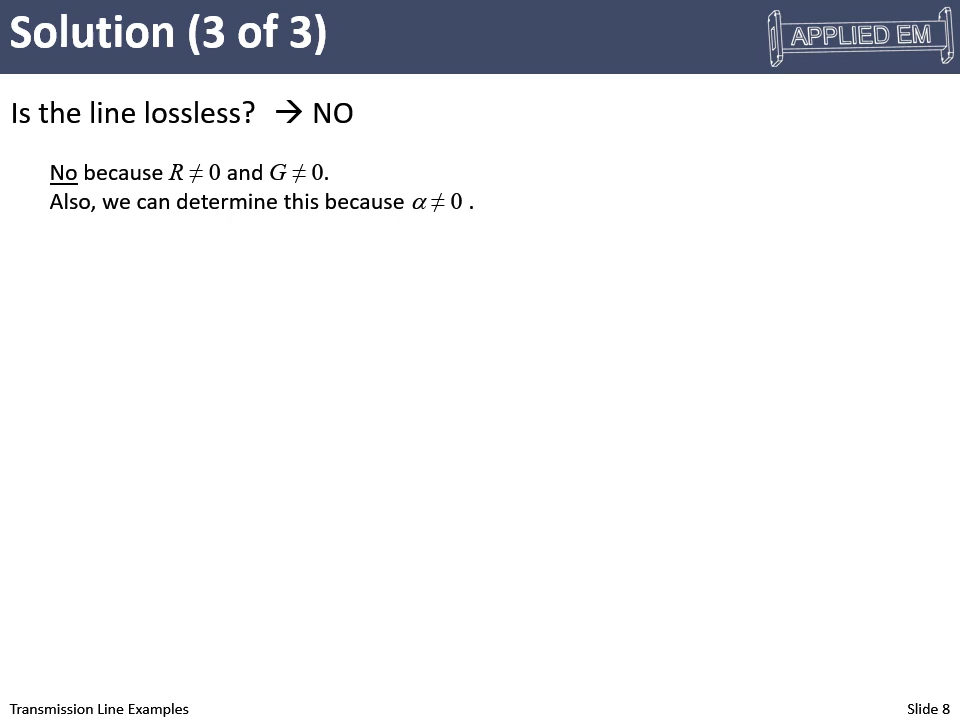 Solution (3 of 3)
APPLIED EM
Is the line lossless? → NO
No because R ≠ 0 and G ≠ 0.
Also, we can determine this because α ≠ 0 .
Transmission Line Examples
Slide 8